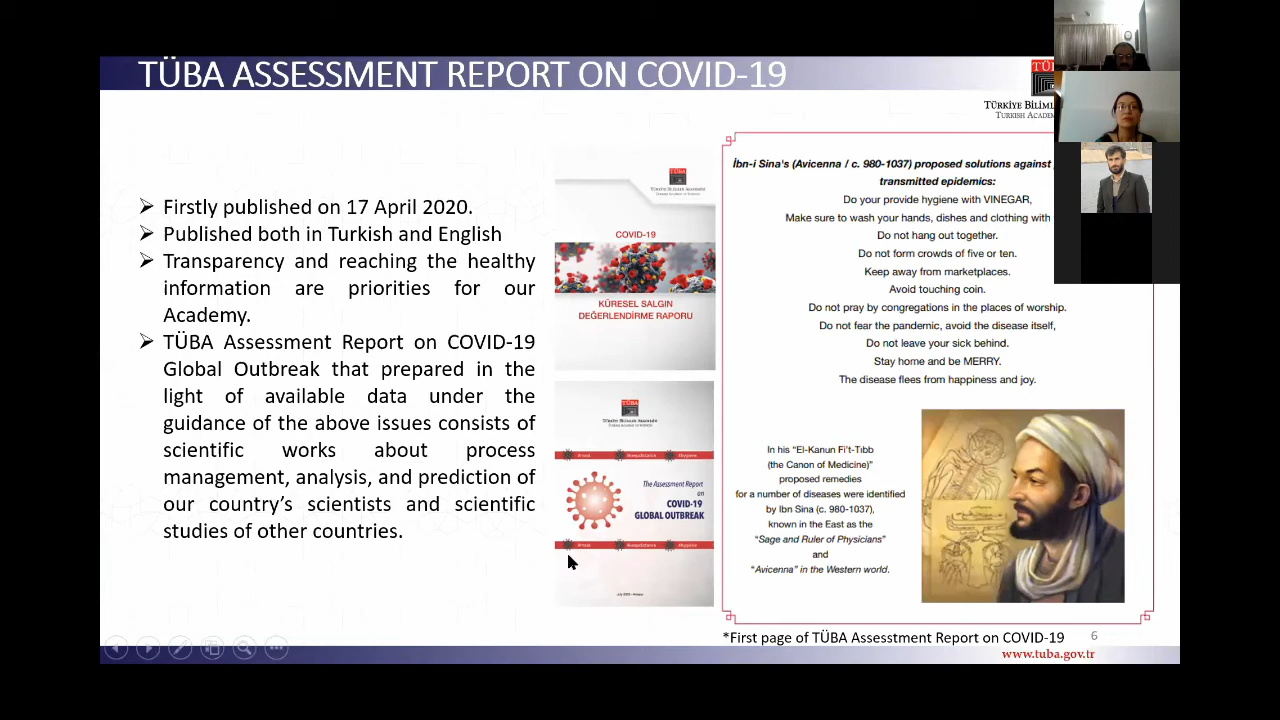 TÜBA ASSESSMENT REPORT ON COVID-19
TÜBA
TÜRKİYE BİLİML
TURKISH ACADE
Firstly published on 17 April 2020.
Published both in Turkish and English
Transparency and reaching the healthy
information are priorities for our
Academy.
TÜBA Assessment Report on COVID-19
Global Outbreak that prepared in the
light of available data under the
guidance of the above issues consists of
scientific works about process
management, analysis, and prediction of
our country's scientists and scientific
studies of other countries.
TÜBA
TÜRKİYE BİLİMLER AKADEMİSİ
COVID-19
KÜRESEL SALGIN
DEĞERLENDİRME RAPORU
TÜBA
TÜRKİYE BİLİMLER AKADEMİSİ
The Assessment Report
on
COVID-19
GLOBAL OUTBREAK
İbn-i Sina's (Avicenna / c. 980-1037) proposed solutions against
transmitted epidemics:
Do your provide hygiene with VINEGAR,
Make sure to wash your hands, dishes and clothing with
Do not hang out together.
Do not form crowds of five or ten.
Keep away from marketplaces.
Avoid touching coin.
Do not pray by congregations in the places of worship.
Do not fear the pandemic, avoid the disease itself,
Do not leave your sick behind.
Stay home and be MERRY.
The disease flees from happiness and joy.
In his "El-Kanun Fi't-Tıbb
(the Canon of Medicine)"
proposed remedies
for a number of diseases were identified
by Ibn Sina (c. 980-1037),
known in the East as the
"Sage and Ruler of Physicians"
and
"Avicenna" in the Western world.
*First page of TÜBA Assesstment Report on COVID-19
6
www.tuba.gov.tr